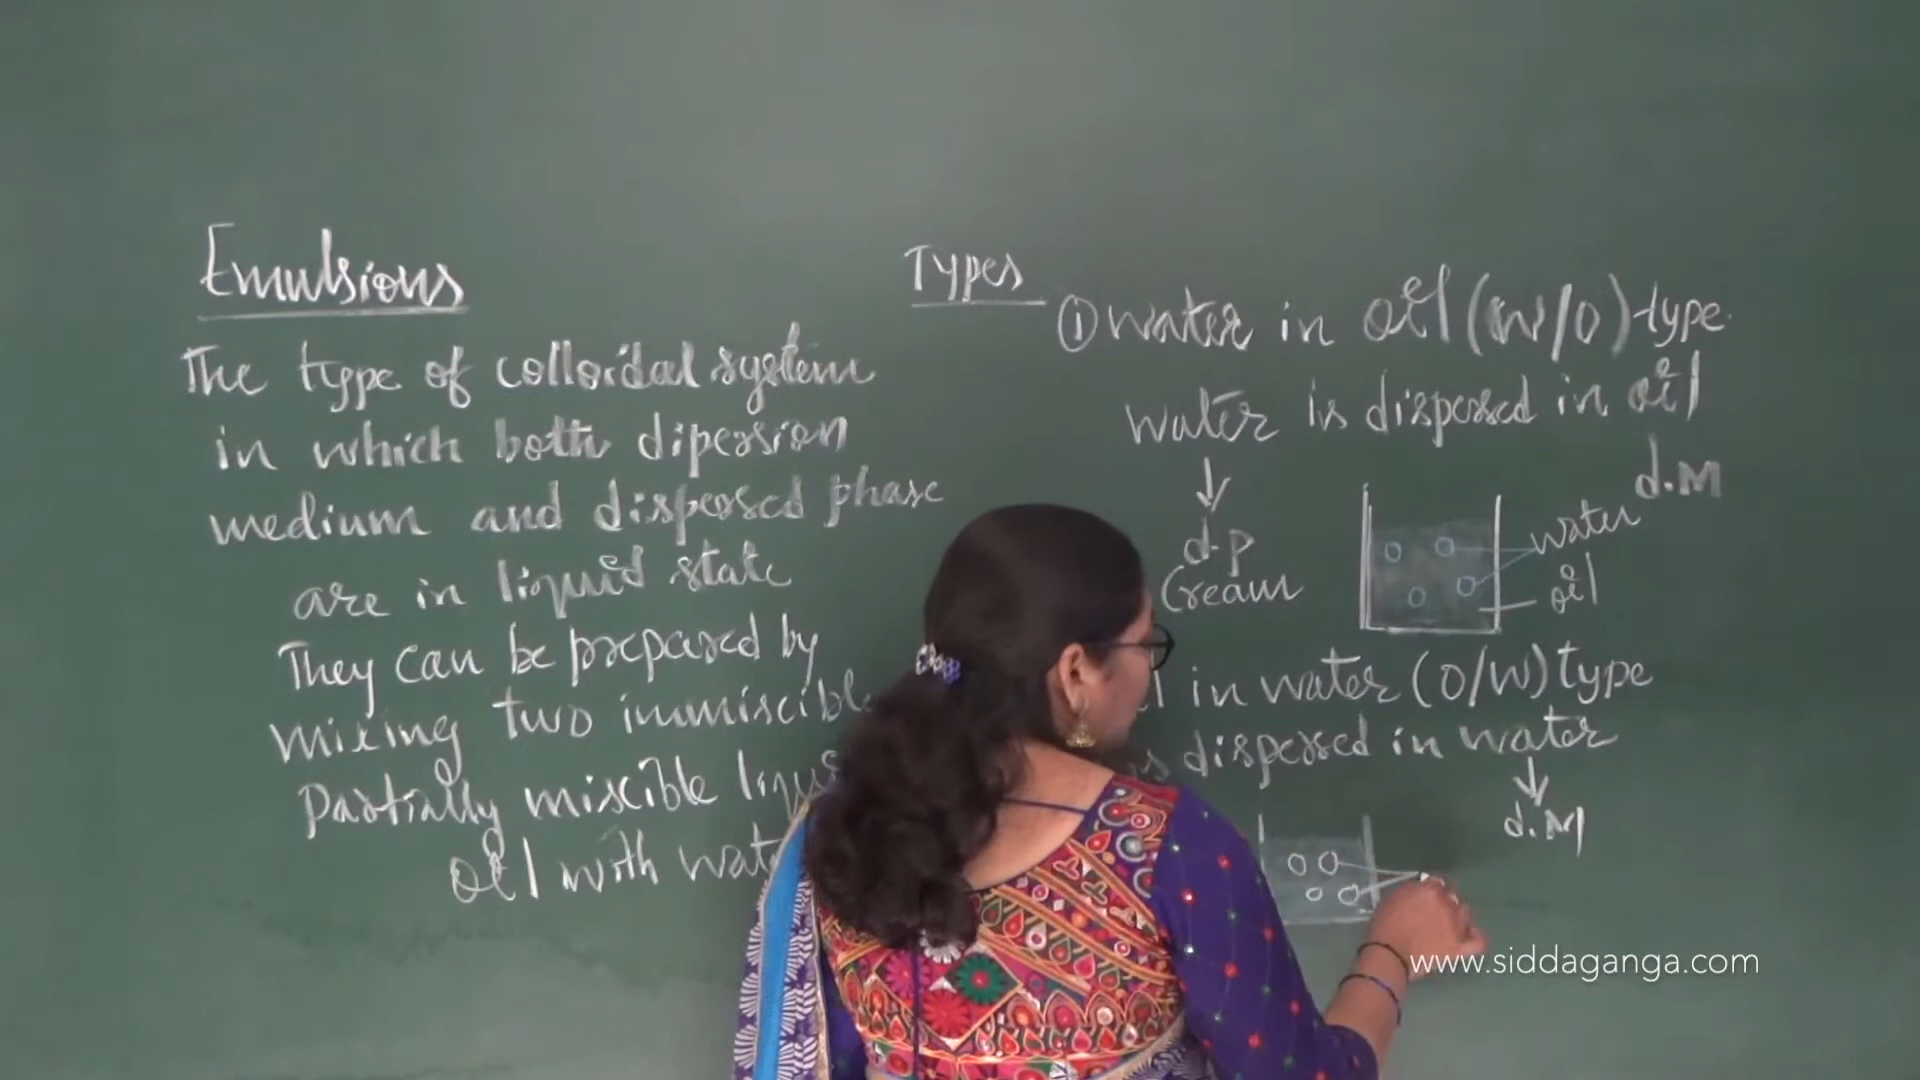 Emulsions
The type of colloidal system
in which both dipersion
medium and dispersed phase
are in liquid state
They can be prepared by
mixing two immiscible
Partially miscible
oil with
Types
① water in oil (W/O) type
water is dispersed in oil
↓
d.M
d.p
Cream
water
oil
in water (O/W) type
is dispersed in water
↓
d.M
www.siddaganga.com